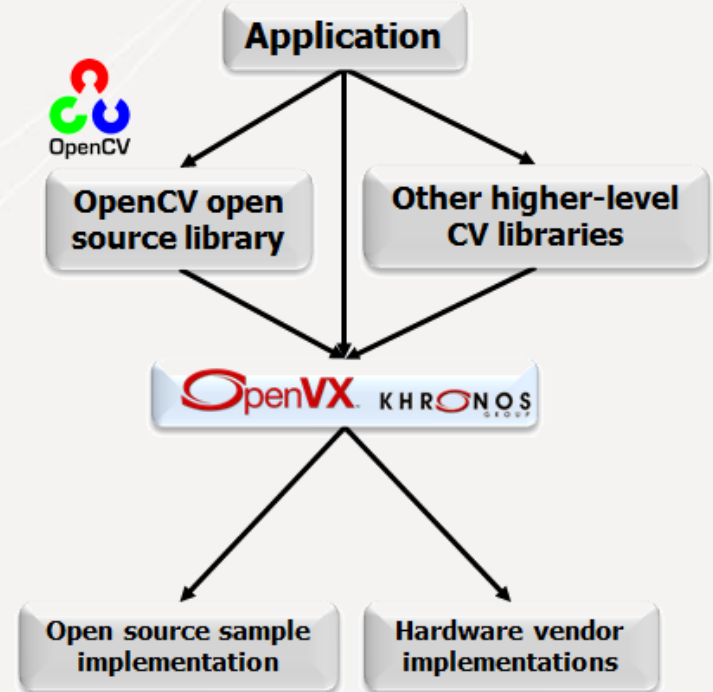 Application
OpenCV
OpenCV open
source library
Other higher-level
CV libraries
OpenVX™ KHRONOS
GROUP
Open source sample
implementation
Hardware vendor
implementations